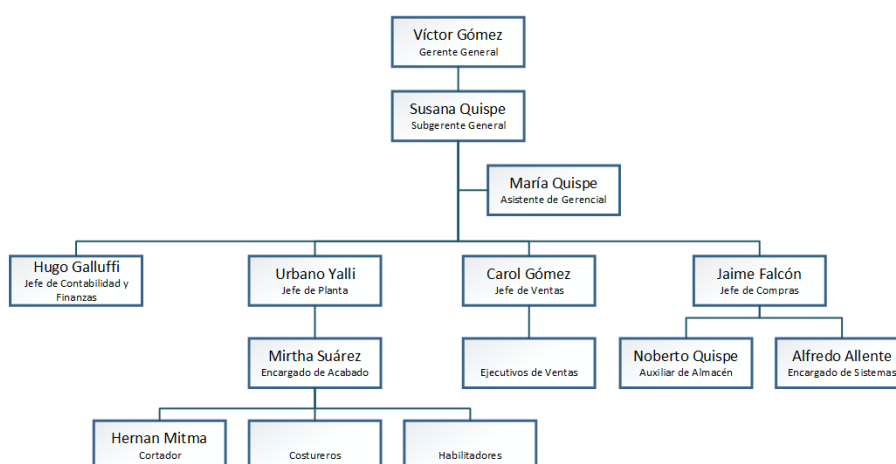 Víctor Gómez
Gerente General
Susana Quispe
Subgerente General
María Quispe
Asistente de Gerencial
Hugo Galluffi
Jefe de Contabilidad y
Finanzas
Urbano Yalli
Jefe de Planta
Carol Gómez
Jefe de Ventas
Jaime Falcón
Jefe de Compras
Mirtha Suárez
Encargado de Acabado
Ejecutivos de Ventas
Noberto Quispe
Auxiliar de Almacén
Alfredo Allente
Encargado de Sistemas
Hernan Mitma
Cortador
Costureros
Habilitadores